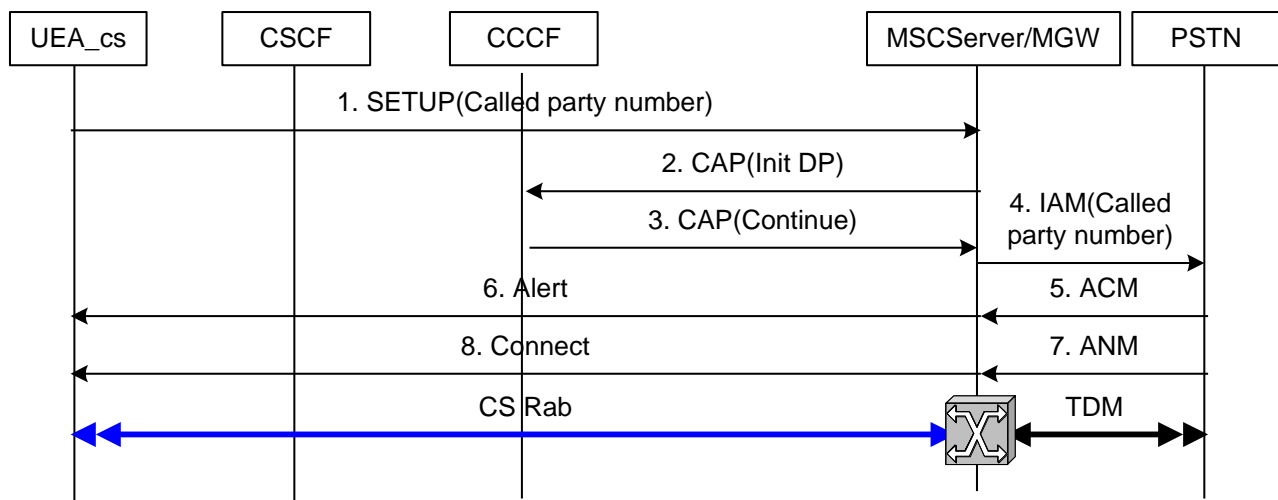 UEA_cs
CSCF
CCCF
MSCServer/MGW
PSTN
1. SETUP(Called party number)
2. CAP(Init DP)
3. CAP(Continue)
4. IAM(Called
party number)
6. Alert
5. ACM
8. Connect
7. ANM
CS Rab
TDM